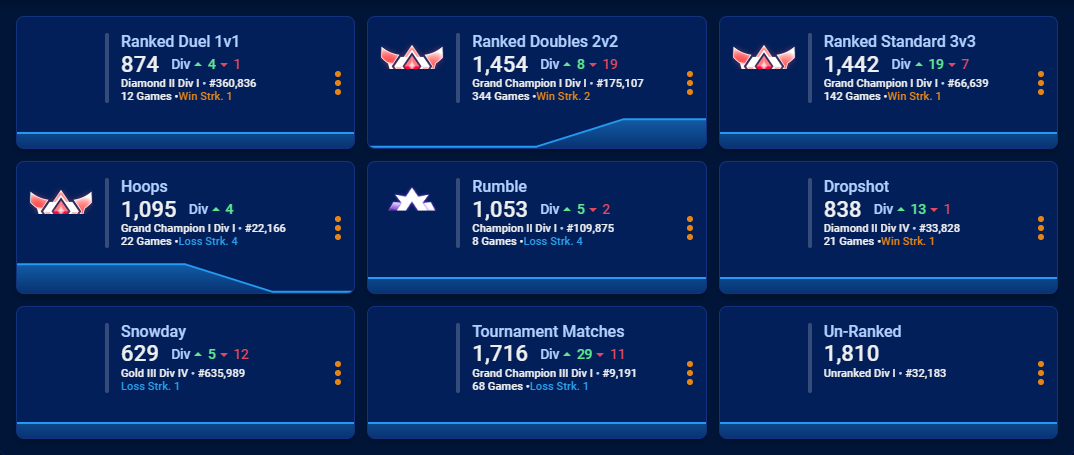 Ranked Duel 1v1
874 Div 4 1
Diamond II Div I • #360,836
12 Games •Win Strk. 1
Ranked Doubles 2v2
1,454 Div 8 19
Grand Champion I Div I • #175,107
344 Games •Win Strk. 2
Ranked Standard 3v3
1,442 Div 19 7
Grand Champion I Div I • #66,639
142 Games •Win Strk. 1
Hoops
1,095 Div 4
Grand Champion I Div I • #22,166
22 Games •Loss Strk. 4
Rumble
1,053 Div 5 2
Champion II Div I • #109,875
8 Games •Loss Strk. 4
Dropshot
838 Div 13 1
Diamond II Div IV • #33,828
21 Games •Win Strk. 1
Snowday
629 Div 5 12
Gold III Div IV • #635,989
Loss Strk. 1
Tournament Matches
1,716 Div 29 11
Grand Champion III Div I • #9,191
68 Games •Loss Strk. 1
Un-Ranked
1,810
Unranked Div I • #32,183